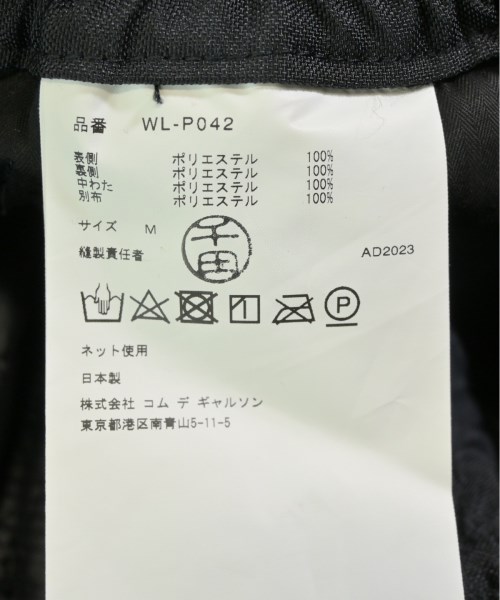 品番 WL-P042
表側 ポリエステル 100%
裏側 ポリエステル 100%
中わた ポリエステル 100%
別布 ポリエステル 100%
サイズ M
縫製責任者 千田 AD2023
P
ネット使用
日本製
株式会社 コム デ ギャルソン
東京都港区南青山5-11-5